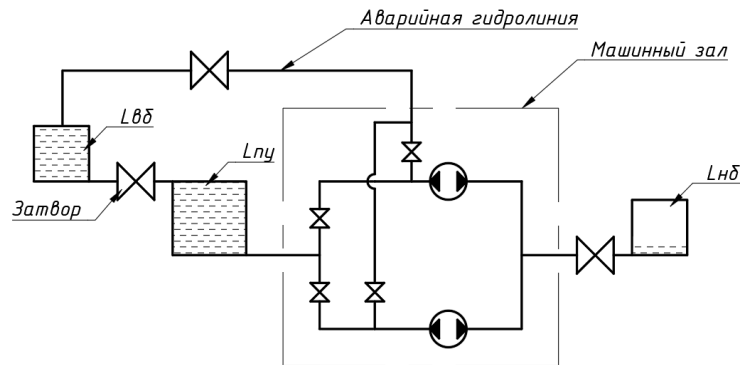 Аварийная гидролиния
Машинный зал
Lвб
Lпу
Lнб
Затвор